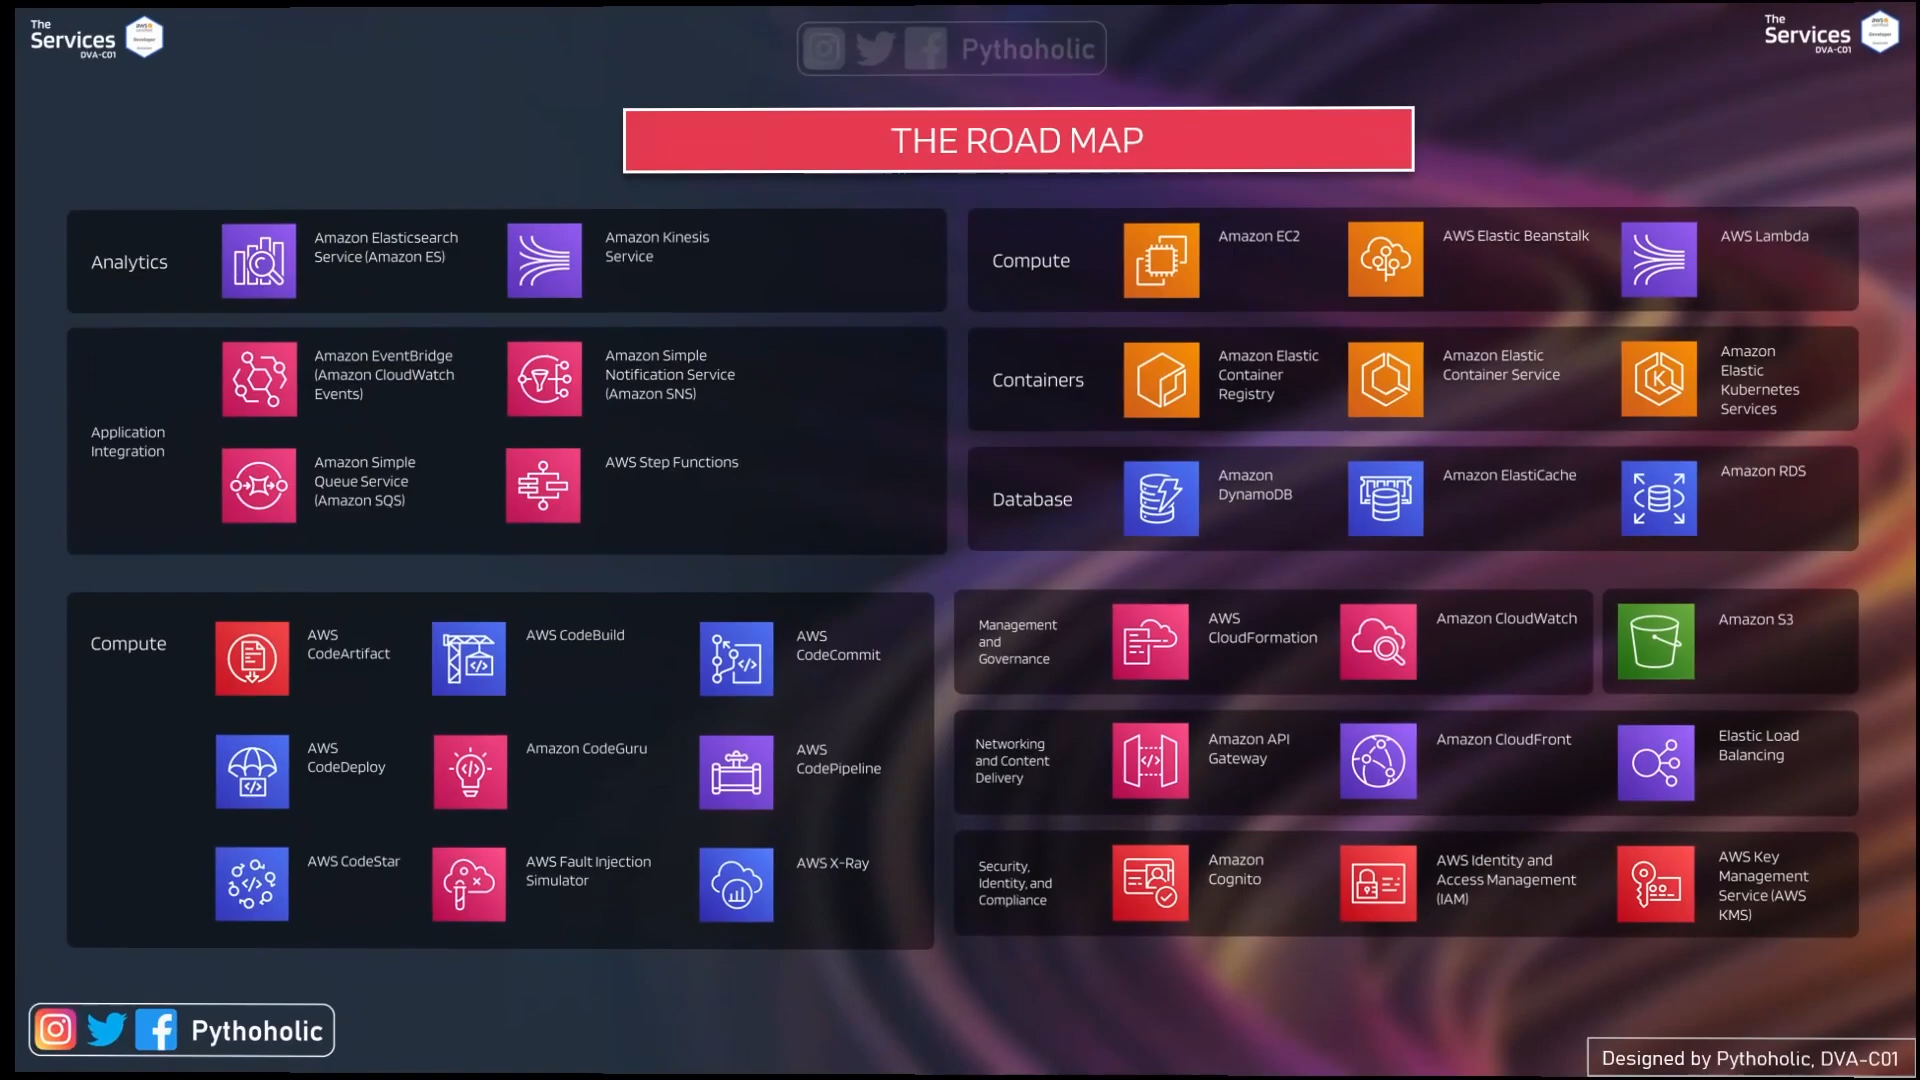 The
Services
DVA-C01
Pythoholic
The
Services
DVA-C01
THE ROAD MAP
Analytics
Amazon Elasticsearch
Service (Amazon ES)
Amazon Kinesis
Service
Application
Integration
Amazon EventBridge
(Amazon CloudWatch
Events)
Amazon Simple
Notification Service
(Amazon SNS)
Amazon Simple
Queue Service
(Amazon SQS)
AWS Step Functions
Compute
Amazon EC2
AWS Elastic Beanstalk
AWS Lambda
Containers
Amazon Elastic
Container
Registry
Amazon Elastic
Container Service
Amazon
Elastic
Kubernetes
Services
Database
Amazon
DynamoDB
Amazon ElastiCache
Amazon RDS
Compute
AWS
CodeArtifact
AWS CodeBuild
AWS
CodeCommit
AWS
CodeDeploy
Amazon CodeGuru
AWS
CodePipeline
AWS CodeStar
AWS Fault Injection
Simulator
AWS X-Ray
Management
and
Governance
AWS
CloudFormation
Amazon CloudWatch
Amazon S3
Networking
and Content
Delivery
Amazon API
Gateway
Amazon CloudFront
Elastic Load
Balancing
Security,
Identity, and
Compliance
Amazon
Cognito
AWS Identity and
Access Management
(IAM)
AWS Key
Management
Service (AWS
KMS)
Pythoholic
Designed by Pythoholic, DVA-C01